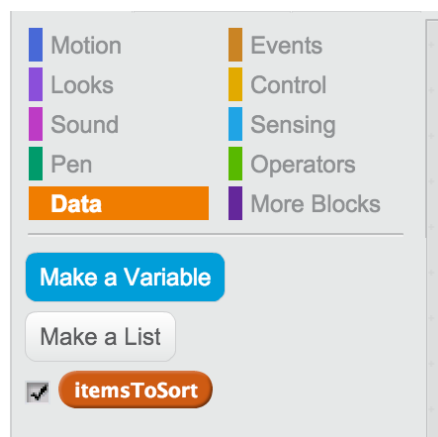 Motion
Events
Looks
Control
Sound
Sensing
Pen
Operators
Data
More Blocks
Make a Variable
Make a List
itemsToSort